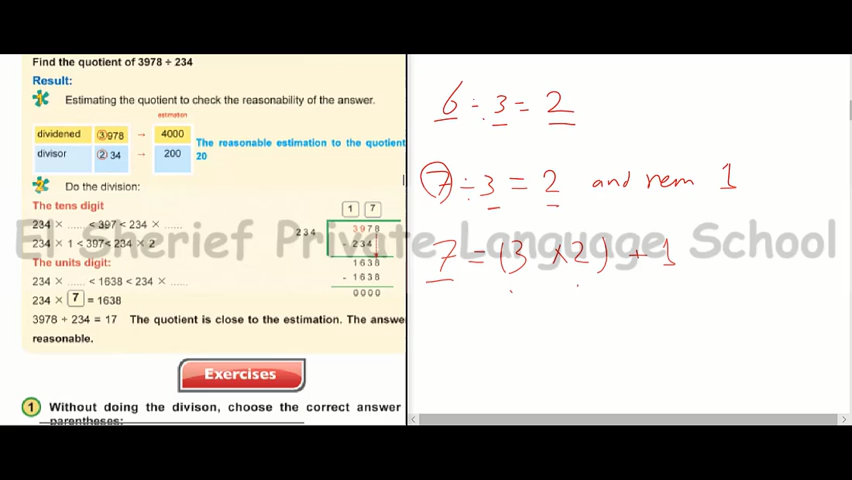 Find the quotient of 3978 ÷ 234
Result:
1 Estimating the quotient to check the reasonability of the answer.
estimation
dividened ③978 → 4000
divisor ②34 → 200
The reasonable estimation to the quotient
20
2 Do the division:
The tens digit
234 × ...... < 397 < 234 × ......
234 × 1 < 397 < 234 × 2
The units digit:
234 × ...... < 1638 < 234 × ......
234 × 7 = 1638
3978 ÷ 234 = 17 The quotient is close to the estimation. The answe
reasonable.
1 7
234 3978
- 234
1638
- 1638
0000
Exercises
1 Without doing the divison, choose the correct answer
parentheses:
6 ÷ 3 = 2
7 ÷ 3 = 2 and rem 1
7 = (3 × 2) + 1
El Sherief Private Language School